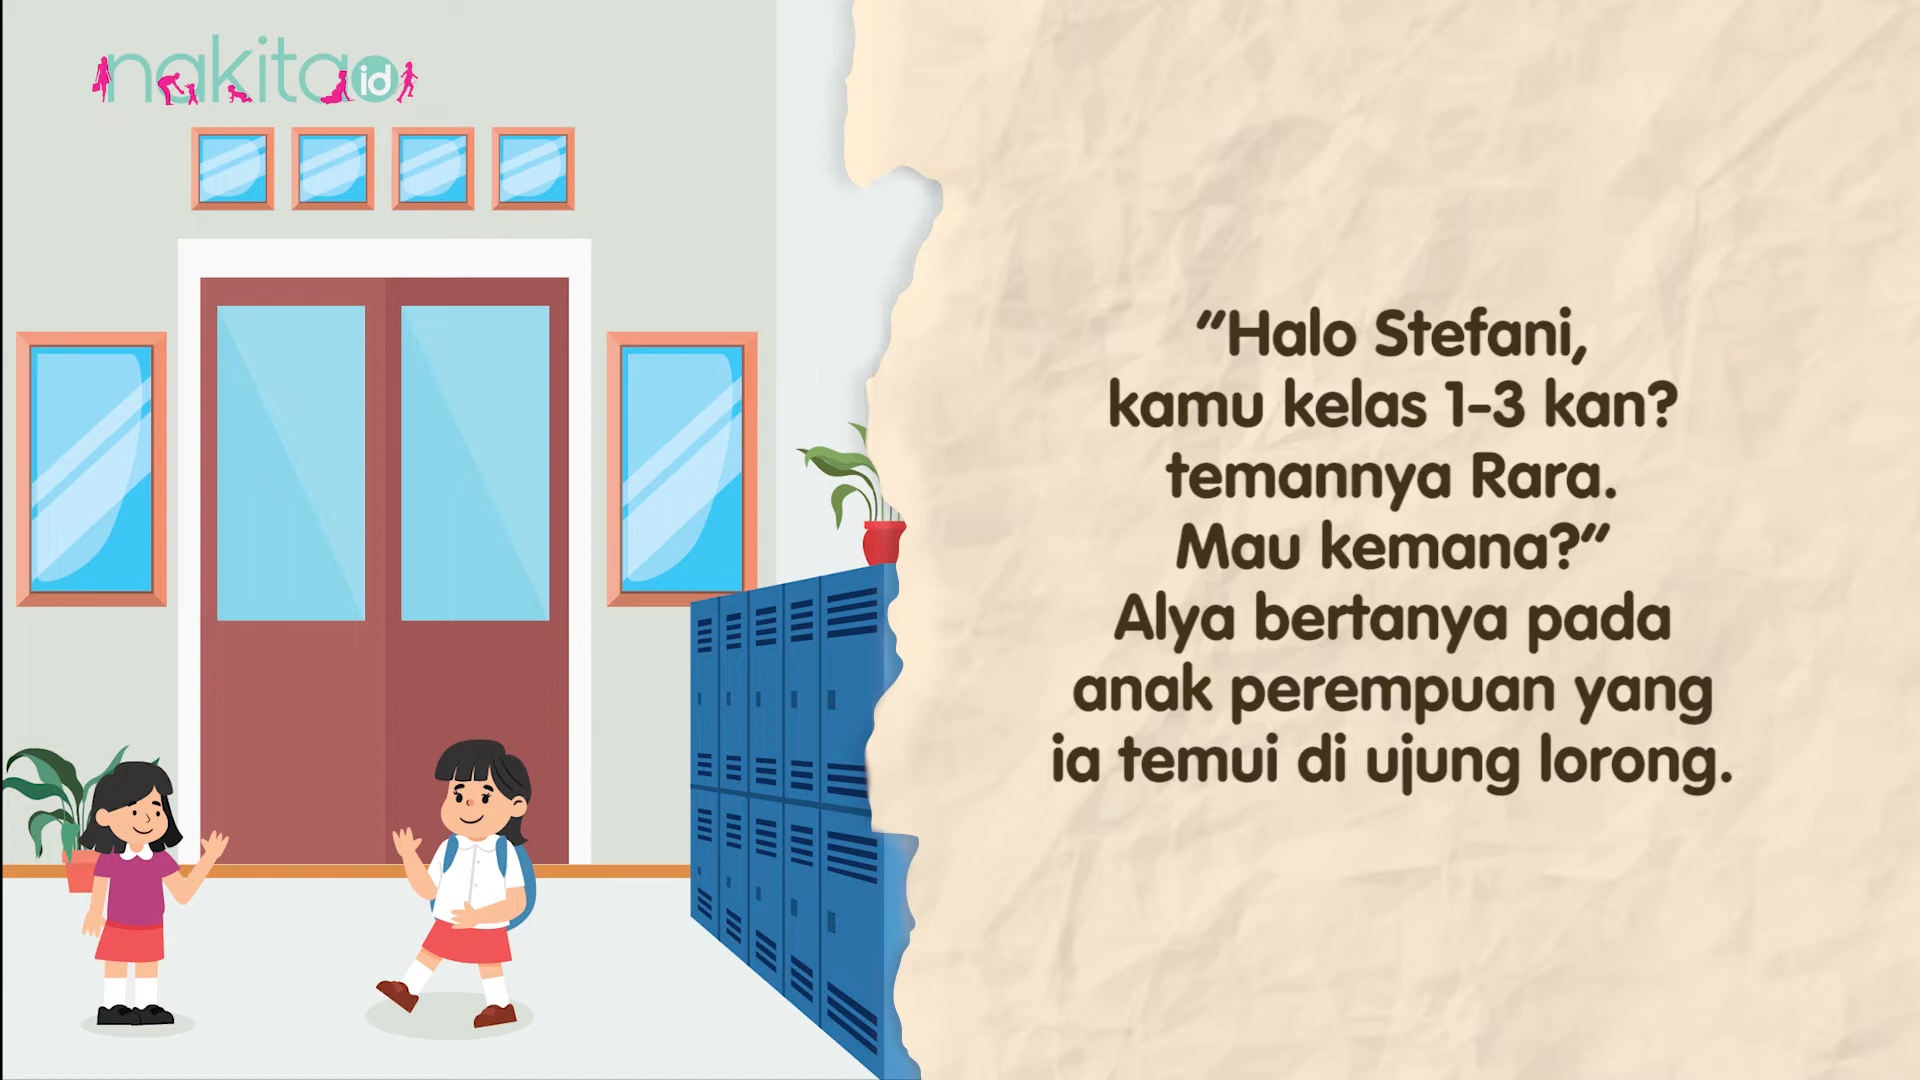 nakita id
“Halo Stefani,
kamu kelas 1-3 kan?
temannya Rara.
Mau kemana?”
Alya bertanya pada
anak perempuan yang
ia temui di ujung lorong.